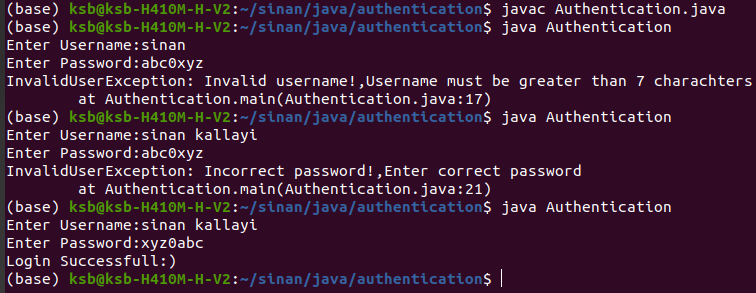 (base) ksb@ksb-H410M-H-V2:~/sinan/java/authentication$ javac Authentication.java
(base) ksb@ksb-H410M-H-V2:~/sinan/java/authentication$ java Authentication
Enter Username:sinan
Enter Password:abc0xyz
InvalidUserException: Invalid username!,Username must be greater than 7 charachters
        at Authentication.main(Authentication.java:17)
(base) ksb@ksb-H410M-H-V2:~/sinan/java/authentication$ java Authentication
Enter Username:sinan kallayi
Enter Password:abc0xyz
InvalidUserException: Incorrect password!,Enter correct password
        at Authentication.main(Authentication.java:21)
(base) ksb@ksb-H410M-H-V2:~/sinan/java/authentication$ java Authentication
Enter Username:sinan kallayi
Enter Password:xyz0abc
Login Successfull:)
(base) ksb@ksb-H410M-H-V2:~/sinan/java/authentication$